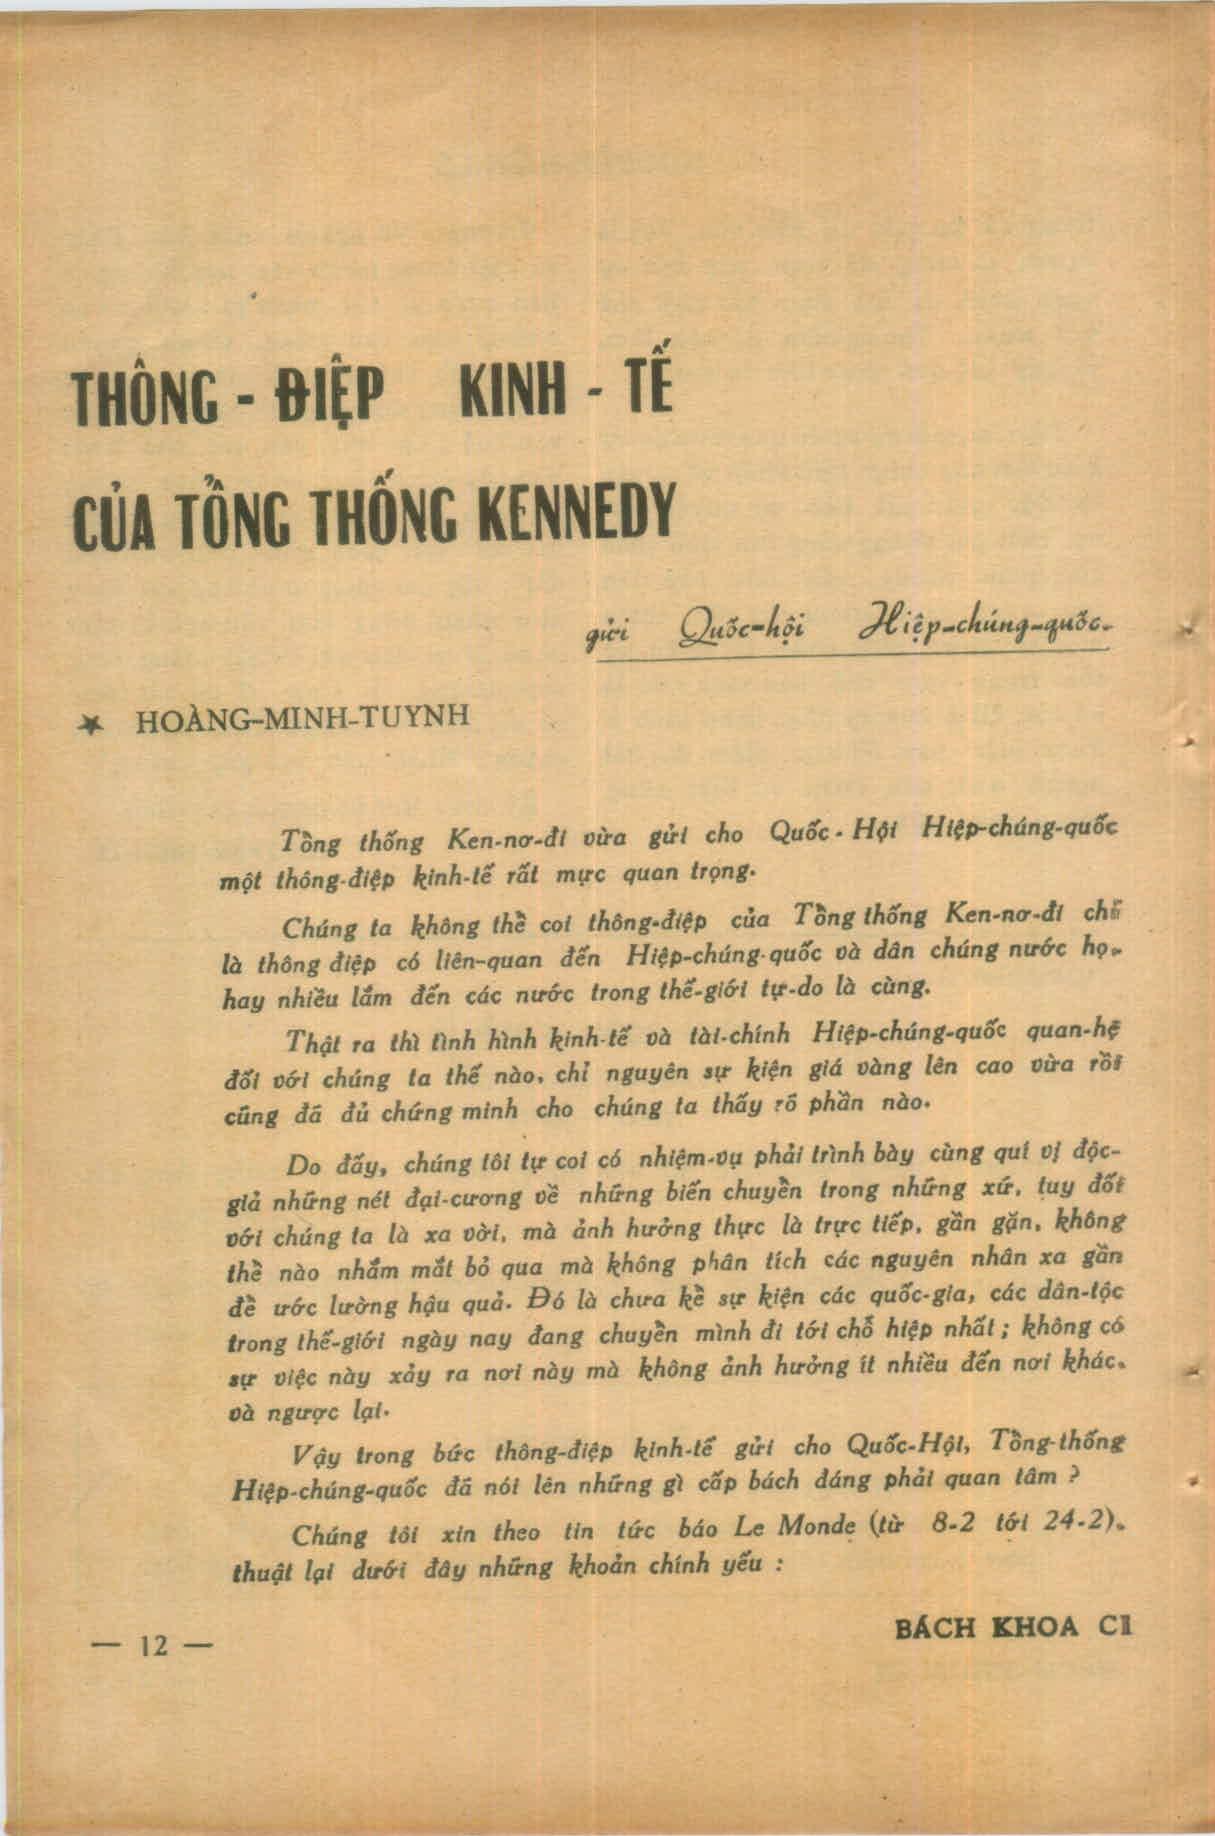 THÔNG - ĐIỆP KINH - TẾ
CỦA TỔNG THỐNG KENNEDY
gửi Quốc-hội Hiệp-chúng-quốc.
★ HOÀNG-MINH-TUYNH
Tổng thống Ken-nơ-đi vừa gửi cho Quốc - Hội Hiệp-chúng-quốc
một thông-điệp kinh-tế rất mực quan trọng.
Chúng ta không thể coi thông-điệp của Tổng thống Ken-nơ-đi chỉ
là thông điệp có liên-quan đến Hiệp-chúng-quốc và dân chúng nước họ.
hay nhiều lắm đến các nước trong thế-giới tự-do là cùng.
Thật ra thì tình hình kinh-tế và tài-chính Hiệp-chúng-quốc quan-hệ
đối với chúng ta thế nào, chỉ nguyên sự kiện giá vàng lên cao vừa rồi
cũng đã đủ chứng minh cho chúng ta thấy rõ phần nào.
Do đấy, chúng tôi tự coi có nhiệm-vụ phải trình bày cùng quí vị độc-
giả những nét đại-cương về những biến chuyển trong những xứ, tuy đối
với chúng ta là xa vời, mà ảnh hưởng thực là trực tiếp, gần gặn, không
thể nào nhắm mắt bỏ qua mà không phân tích các nguyên nhân xa gần
để ước lường hậu quả. Đó là chưa kể sự kiện các quốc-gia, các dân-tộc
trong thế-giới ngày nay đang chuyển mình đi tới chỗ hiệp nhất ; không có
sự việc này xảy ra nơi này mà không ảnh hưởng ít nhiều đến nơi khác.
và ngược lại.
Vậy trong bức thông-điệp kinh-tế gửi cho Quốc-Hội, Tổng-thống
Hiệp-chúng-quốc đã nói lên những gì cấp bách đáng phải quan tâm ?
Chúng tôi xin theo tin tức báo Le Monde (từ 8-2 tới 24-2).
thuật lại dưới đây những khoản chính yếu :
— 12 —
BÁCH KHOA CI